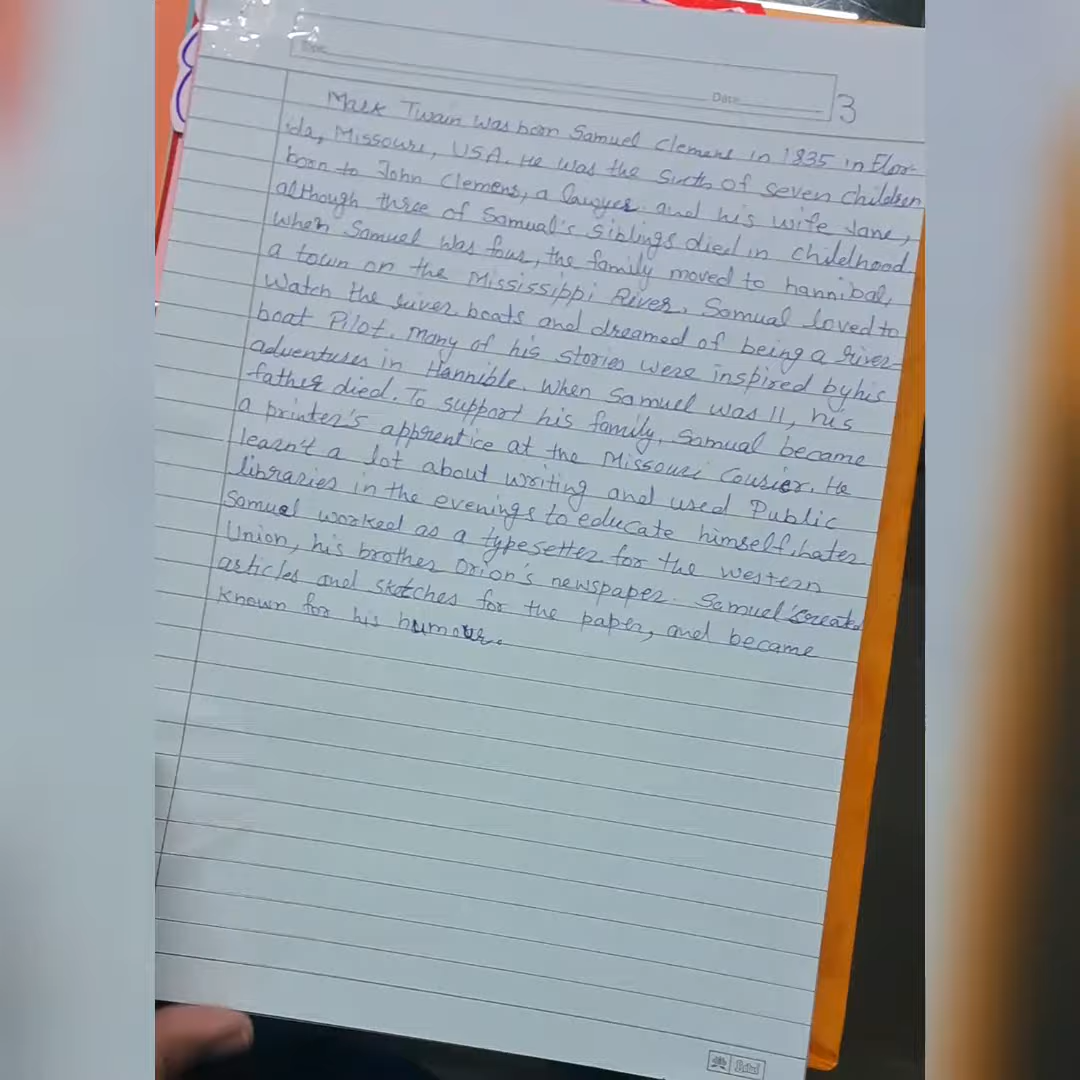 Date
3
Mark Twain was born Samuel Clemens in 1835 in Flor-
ida, Missouri, USA. He was the sixth of seven children
born to John Clemens, a lawyer and his wife Jane,
although three of Samual's siblings died in childhood
when Samuel was four, the family moved to hannibal,
a town on the Mississippi River. Samual loved to
watch the river boats and dreamed of being a river-
boat Pilot. Many of his stories were inspired by his
adventures in Hannible. When Samuel was 11, his
father died. To support his family, Samual became
a printer's apprentice at the Missouri Courier. He
learn't a lot about writing and used Public
libraries in the evenings to educate himself. Later
Samuel worked as a typesetter for the western
Union, his brother Orion's newspaper. Samuel
articles and sketches for the paper, and became
known for his humour.